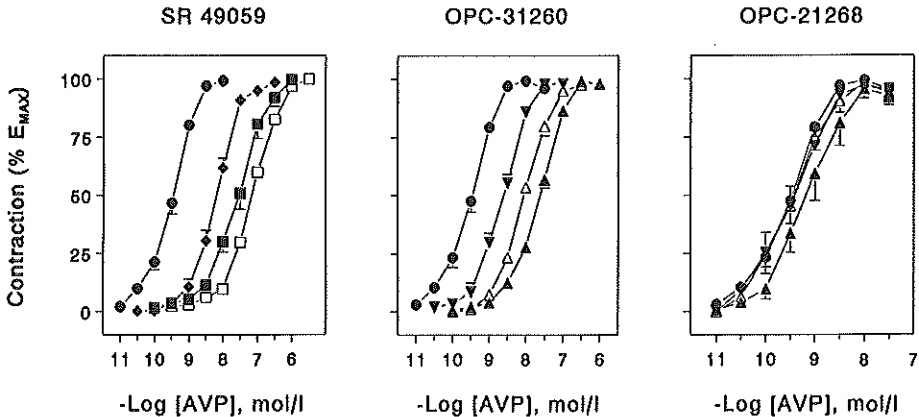 SR 49059
OPC-31260
OPC-21268
Contraction (% E_MAX)
100
75
50
25
0
11 10 9 8 7 6
11 10 9 8 7 6
11 10 9 8 7
-Log [AVP], mol/l
-Log [AVP], mol/l
-Log [AVP], mol/l